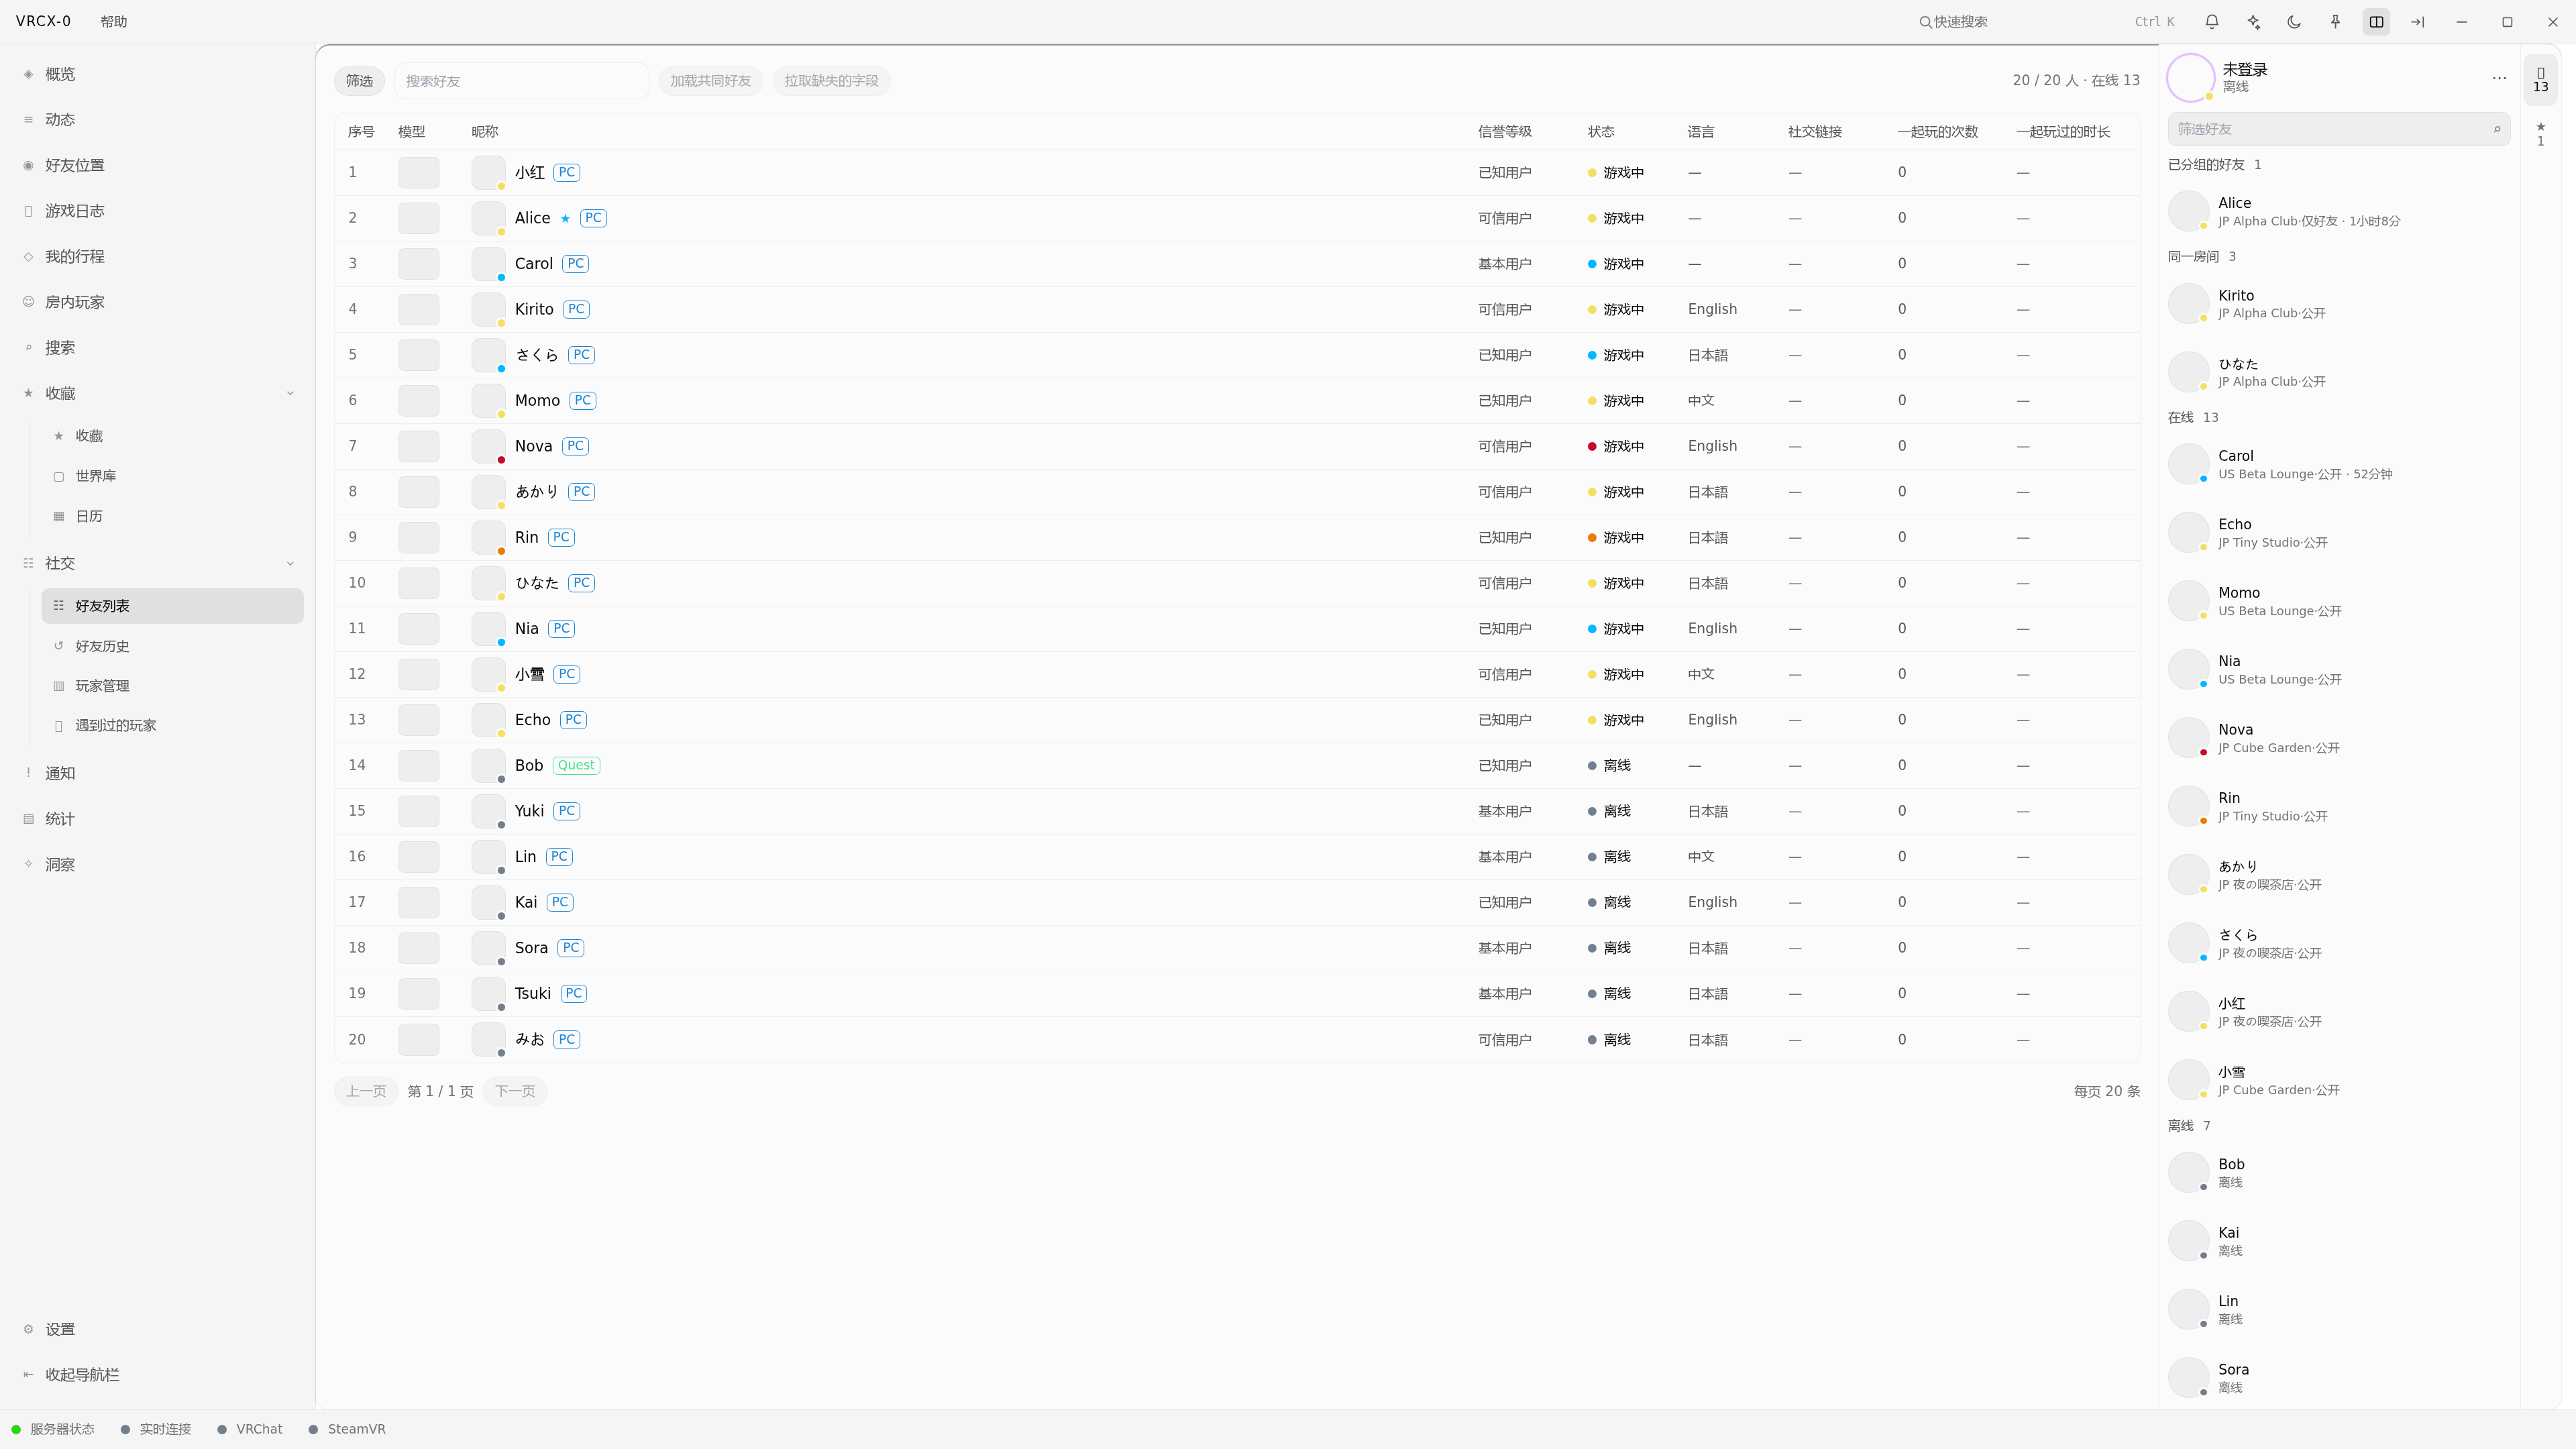 VRCX-0 帮助 快速搜索 Ctrl K
概览
动态
好友位置
游戏日志
我的行程
房内玩家
搜索
收藏
收藏
世界库
日历
社交
好友列表
好友历史
玩家管理
遇到过的玩家
通知
统计
洞察
设置
收起导航栏
筛选 搜索好友 加载共同好友 拉取缺失的字段 20 / 20 人 · 在线 13
序号 模型 昵称 信誉等级 状态 语言 社交链接 一起玩的次数 一起玩过的时长
1 小红 PC 已知用户 游戏中 — — 0 —
2 Alice ★ PC 可信用户 游戏中 — — 0 —
3 Carol PC 基本用户 游戏中 — — 0 —
4 Kirito PC 可信用户 游戏中 English — 0 —
5 さくら PC 已知用户 游戏中 日本語 — 0 —
6 Momo PC 已知用户 游戏中 中文 — 0 —
7 Nova PC 可信用户 游戏中 English — 0 —
8 あかり PC 可信用户 游戏中 日本語 — 0 —
9 Rin PC 已知用户 游戏中 日本語 — 0 —
10 ひなた PC 可信用户 游戏中 日本語 — 0 —
11 Nia PC 已知用户 游戏中 English — 0 —
12 小雪 PC 可信用户 游戏中 中文 — 0 —
13 Echo PC 已知用户 游戏中 English — 0 —
14 Bob Quest 已知用户 离线 — — 0 —
15 Yuki PC 基本用户 离线 日本語 — 0 —
16 Lin PC 基本用户 离线 中文 — 0 —
17 Kai PC 已知用户 离线 English — 0 —
18 Sora PC 基本用户 离线 日本語 — 0 —
19 Tsuki PC 基本用户 离线 日本語 — 0 —
20 みお PC 可信用户 离线 日本語 — 0 —
上一页 第 1 / 1 页 下一页 每页 20 条
未登录
离线
筛选好友
已分组的好友 1
Alice
JP Alpha Club·仅好友 · 1小时8分
同一房间 3
Kirito
JP Alpha Club·公开
ひなた
JP Alpha Club·公开
在线 13
Carol
US Beta Lounge·公开 · 52分钟
Echo
JP Tiny Studio·公开
Momo
US Beta Lounge·公开
Nia
US Beta Lounge·公开
Nova
JP Cube Garden·公开
Rin
JP Tiny Studio·公开
あかり
JP 夜の喫茶店·公开
さくら
JP 夜の喫茶店·公开
小红
JP 夜の喫茶店·公开
小雪
JP Cube Garden·公开
离线 7
Bob
离线
Kai
离线
Lin
离线
Sora
离线
13
★
1
服务器状态 实时连接 VRChat SteamVR